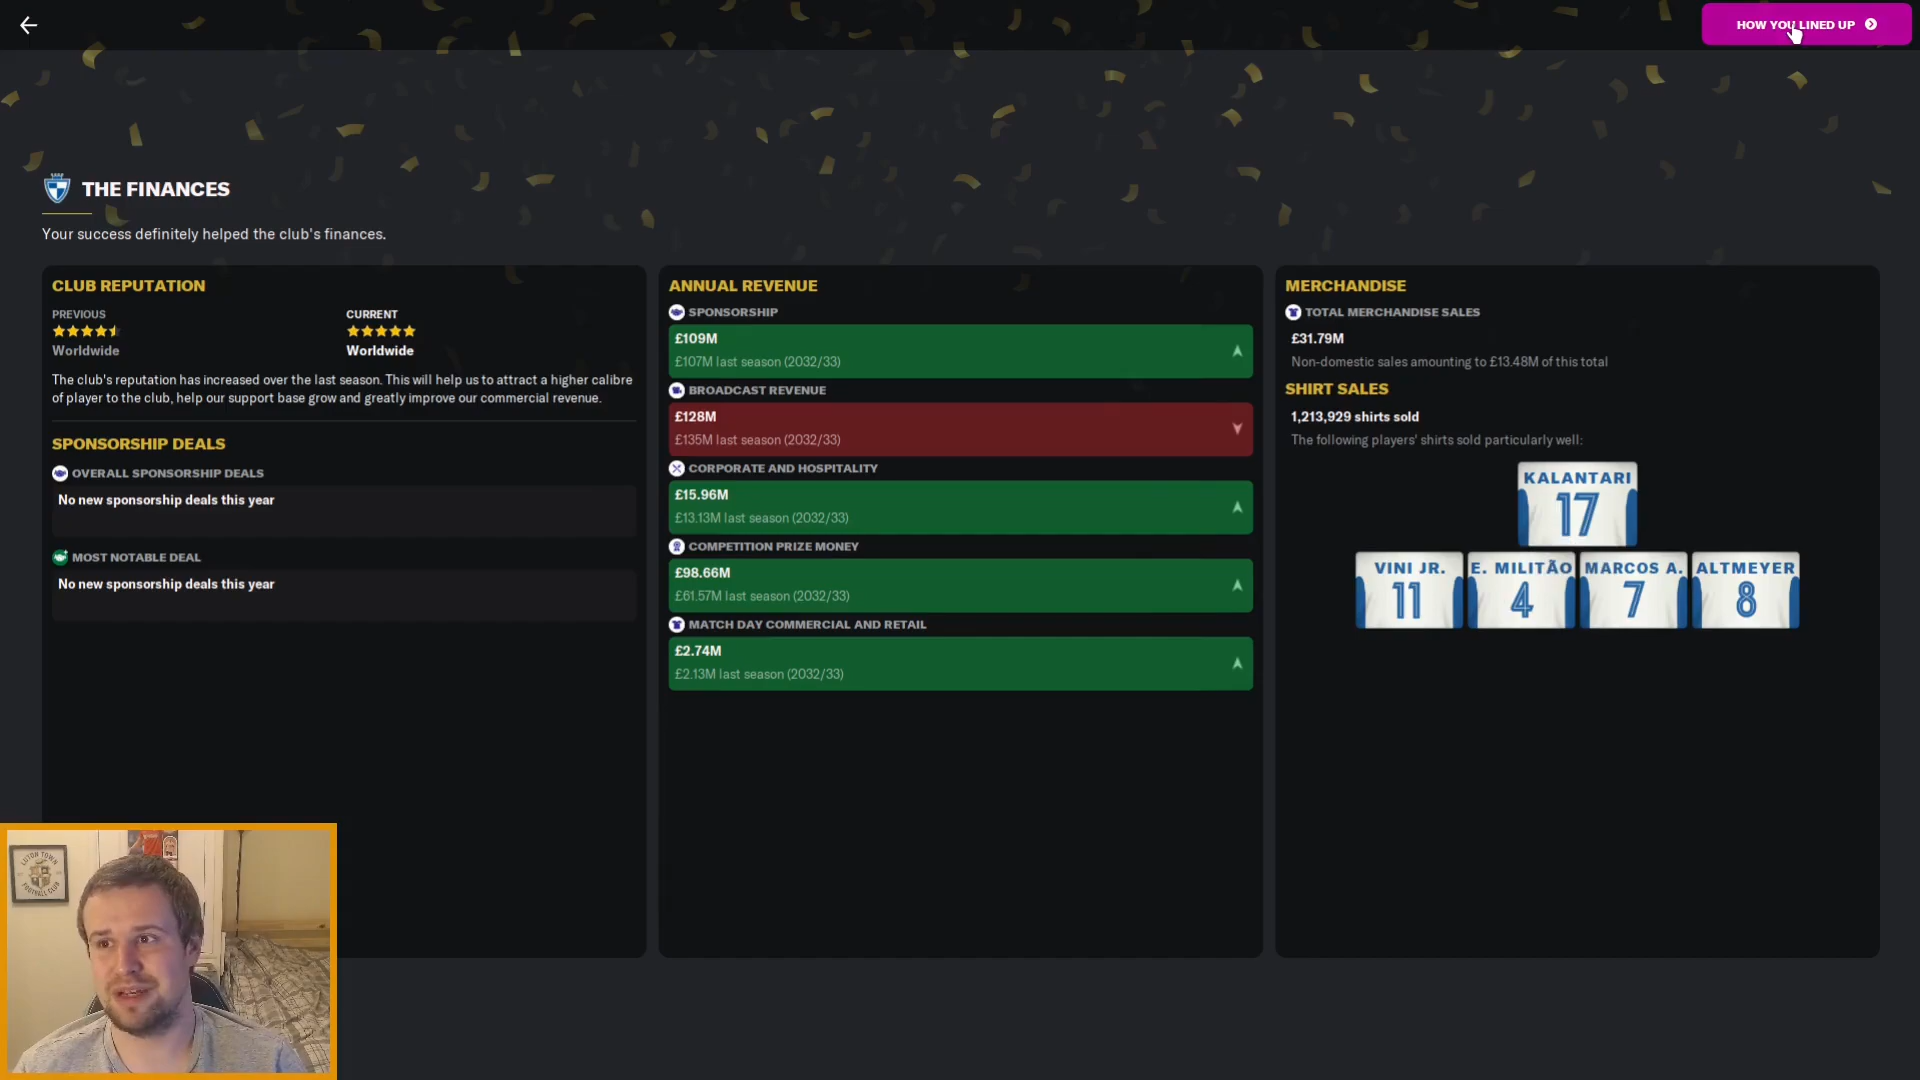 HOW YOU LINED UP
THE FINANCES
Your success definitely helped the club's finances.
CLUB REPUTATION
PREVIOUS
Worldwide
CURRENT
Worldwide
The club's reputation has increased over the last season. This will help us to attract a higher calibre
of player to the club, help our support base grow and greatly improve our commercial revenue.
SPONSORSHIP DEALS
OVERALL SPONSORSHIP DEALS
No new sponsorship deals this year
MOST NOTABLE DEAL
No new sponsorship deals this year
ANNUAL REVENUE
SPONSORSHIP
£109M
£107M last season (2032/33)
BROADCAST REVENUE
£128M
£135M last season (2032/33)
CORPORATE AND HOSPITALITY
£15.96M
£13.13M last season (2032/33)
COMPETITION PRIZE MONEY
£98.66M
£61.57M last season (2032/33)
MATCH DAY COMMERCIAL AND RETAIL
£2.74M
£2.13M last season (2032/33)
MERCHANDISE
TOTAL MERCHANDISE SALES
£31.79M
Non-domestic sales amounting to £13.48M of this total
SHIRT SALES
1,213,929 shirts sold
The following players' shirts sold particularly well:
KALANTARI
17
VINI JR.
11
E. MILITÃO
4
MARCOS A.
7
ALTMEYER
8
LUTON TOWN
FOOTBALL CLUB